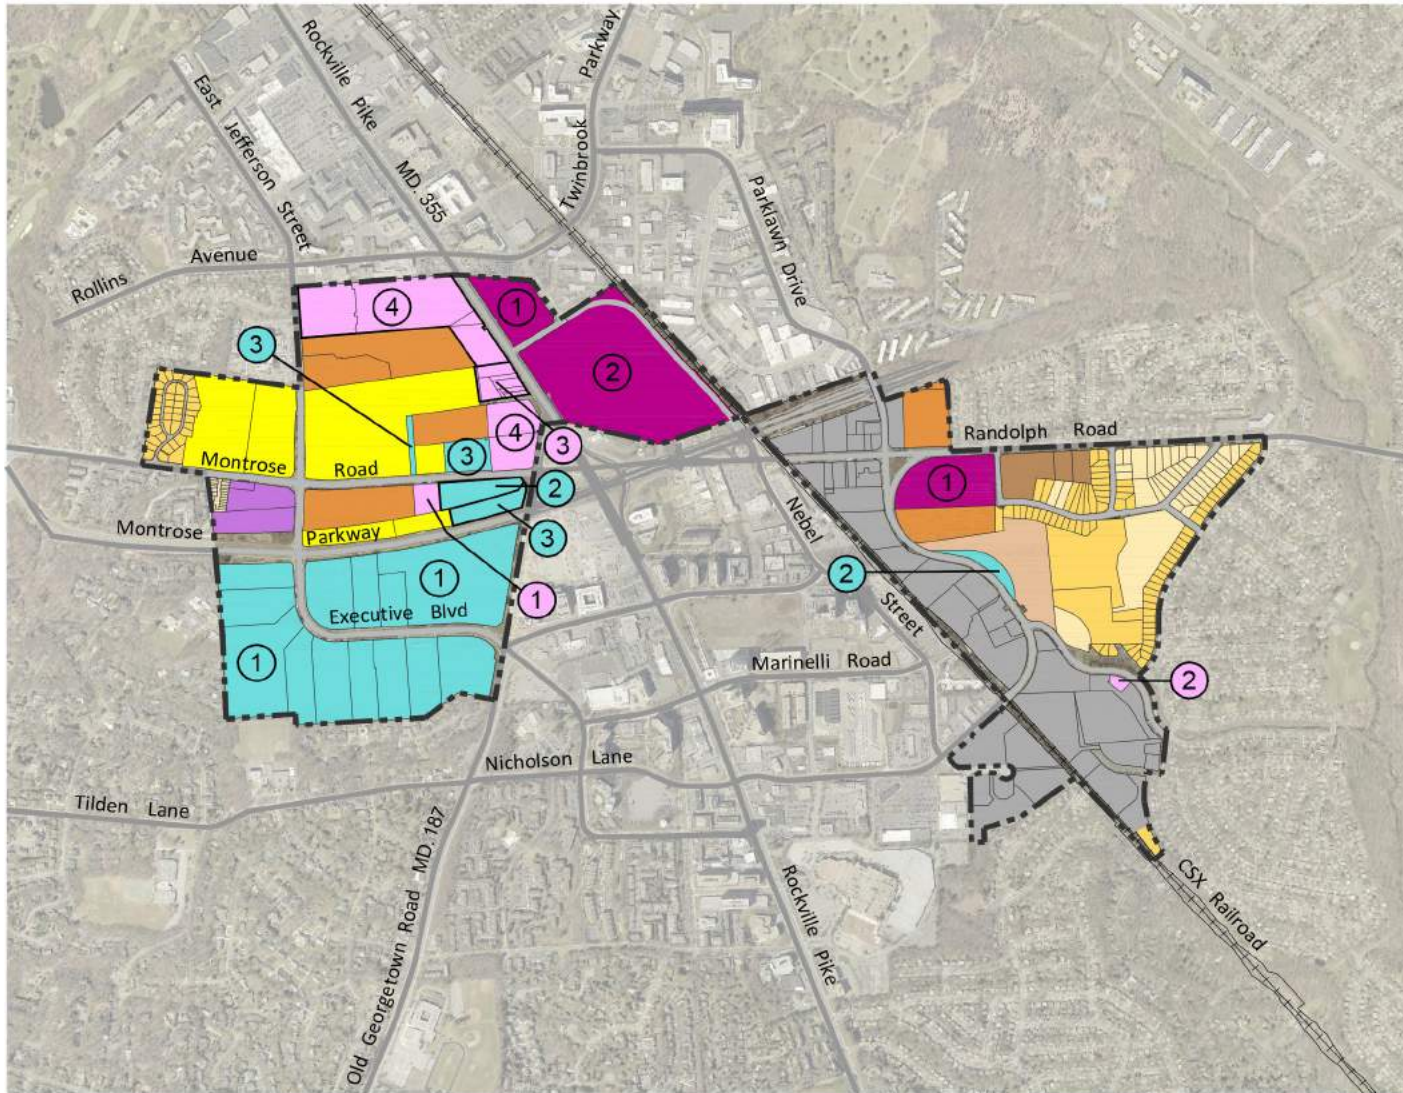 Rockville Pike
MD. 355
East Jefferson Street
Twinbrook Parkway
Parklawn Drive
Rollins Avenue
4
1
3
2
3
4
3
Montrose Road
Randolph Road
1
2
Montrose Parkway
3
Nebel Street
1
2
Executive Blvd
1
1
Marinelli Road
2
Nicholson Lane
Tilden Lane
Old Georgetown Road MD. 187
Rockville Pike
CSX Railroad